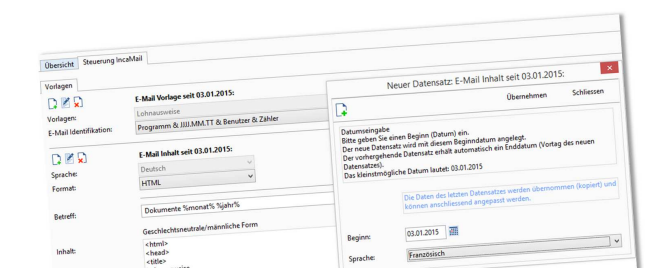 Übersicht
Steuerung IncaMail
Vorlagen
E-Mail Vorlage seit 03.01.2015:
Vorlagen:
Lohnausweise
E-Mail Identifikation:
Programm & JJJJ.MM.TT & Benutzer & Zähler
E-Mail Inhalt seit 03.01.2015:
Sprache:
Deutsch
Format:
HTML
Betreff:
Dokumente %monat% %jahr%
Geschlechtsneutrale/männliche Form
Inhalt:
<html>
<head>
<title>
Neuer Datensatz: E-Mail Inhalt seit 03.01.2015:
Übernehmen
Schliessen
Datumseingabe
Bitte geben Sie einen Beginn (Datum) ein.
Der neue Datensatz wird mit diesem Beginndatum angelegt.
Der vorhergehende Datensatz erhält automatisch ein Enddatum (Vortag des neuen
Datensatzes).
Das kleinstmögliche Datum lautet: 03.01.2015
Die Daten des letzten Datensatzes werden übernommen (kopiert) und
können anschliessend angepasst werden.
Beginn:
03.01.2015
Sprache:
Französisch